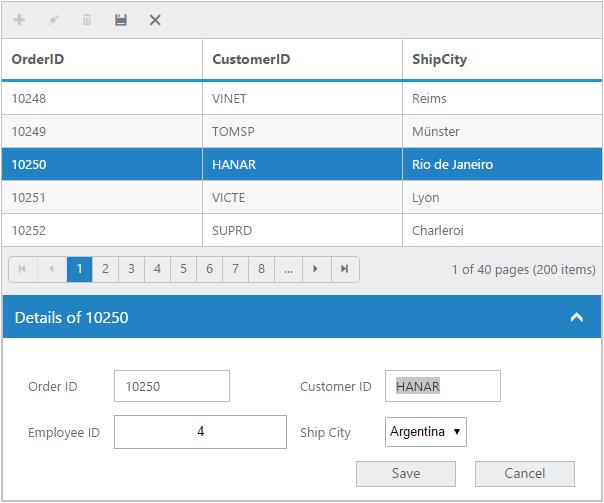 OrderID CustomerID ShipCity
10248 VINET Reims
10249 TOMSP Münster
10250 HANAR Rio de Janeiro
10251 VICTE Lyon
10252 SUPRD Charleroi
1 2 3 4 5 6 7 8 ... 1 of 40 pages (200 items)
Details of 10250
Order ID 10250 Customer ID HANAR
Employee ID 4 Ship City Argentina
Save Cancel